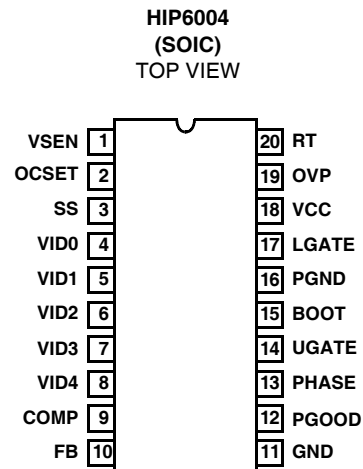 HIP6004
(SOIC)
TOP VIEW
VSEN 1 20 RT
OCSET 2 19 OVP
SS 3 18 VCC
VID0 4 17 LGATE
VID1 5 16 PGND
VID2 6 15 BOOT
VID3 7 14 UGATE
VID4 8 13 PHASE
COMP 9 12 PGOOD
FB 10 11 GND